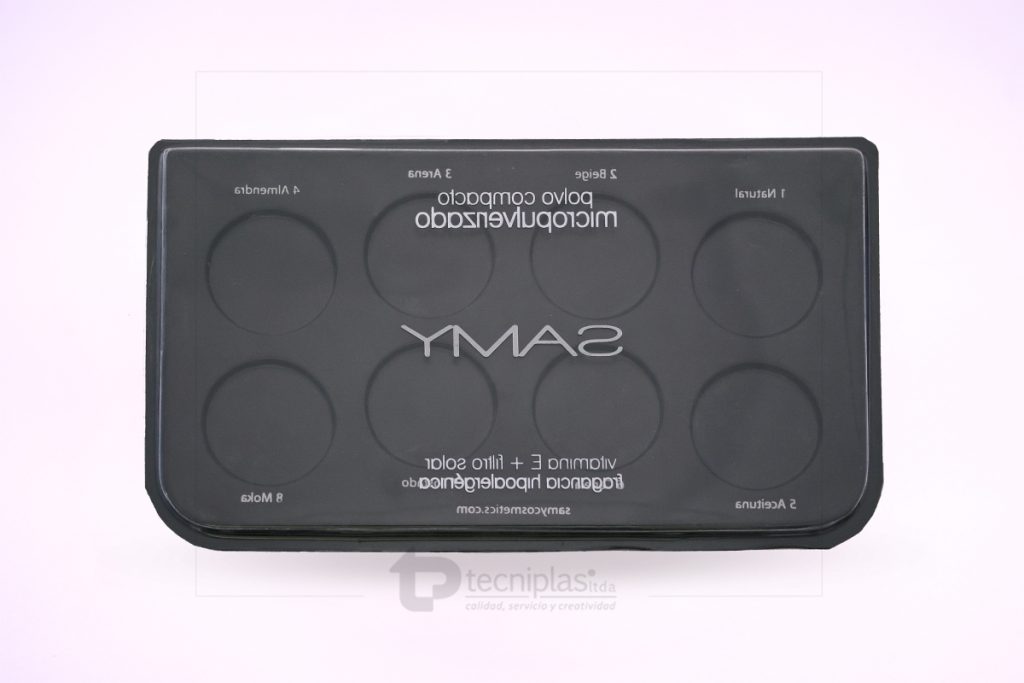 1 Natural
2 Beige
3 Arena
4 Almendra
polvo compacto
micropulverizado
SAMY
vitamina E + filtro solar
fragancia hipoalergénica
5 Aceituna
8 Moka
samycosmetics.com
tecniplas ltda
calidad, servicio y creatividad